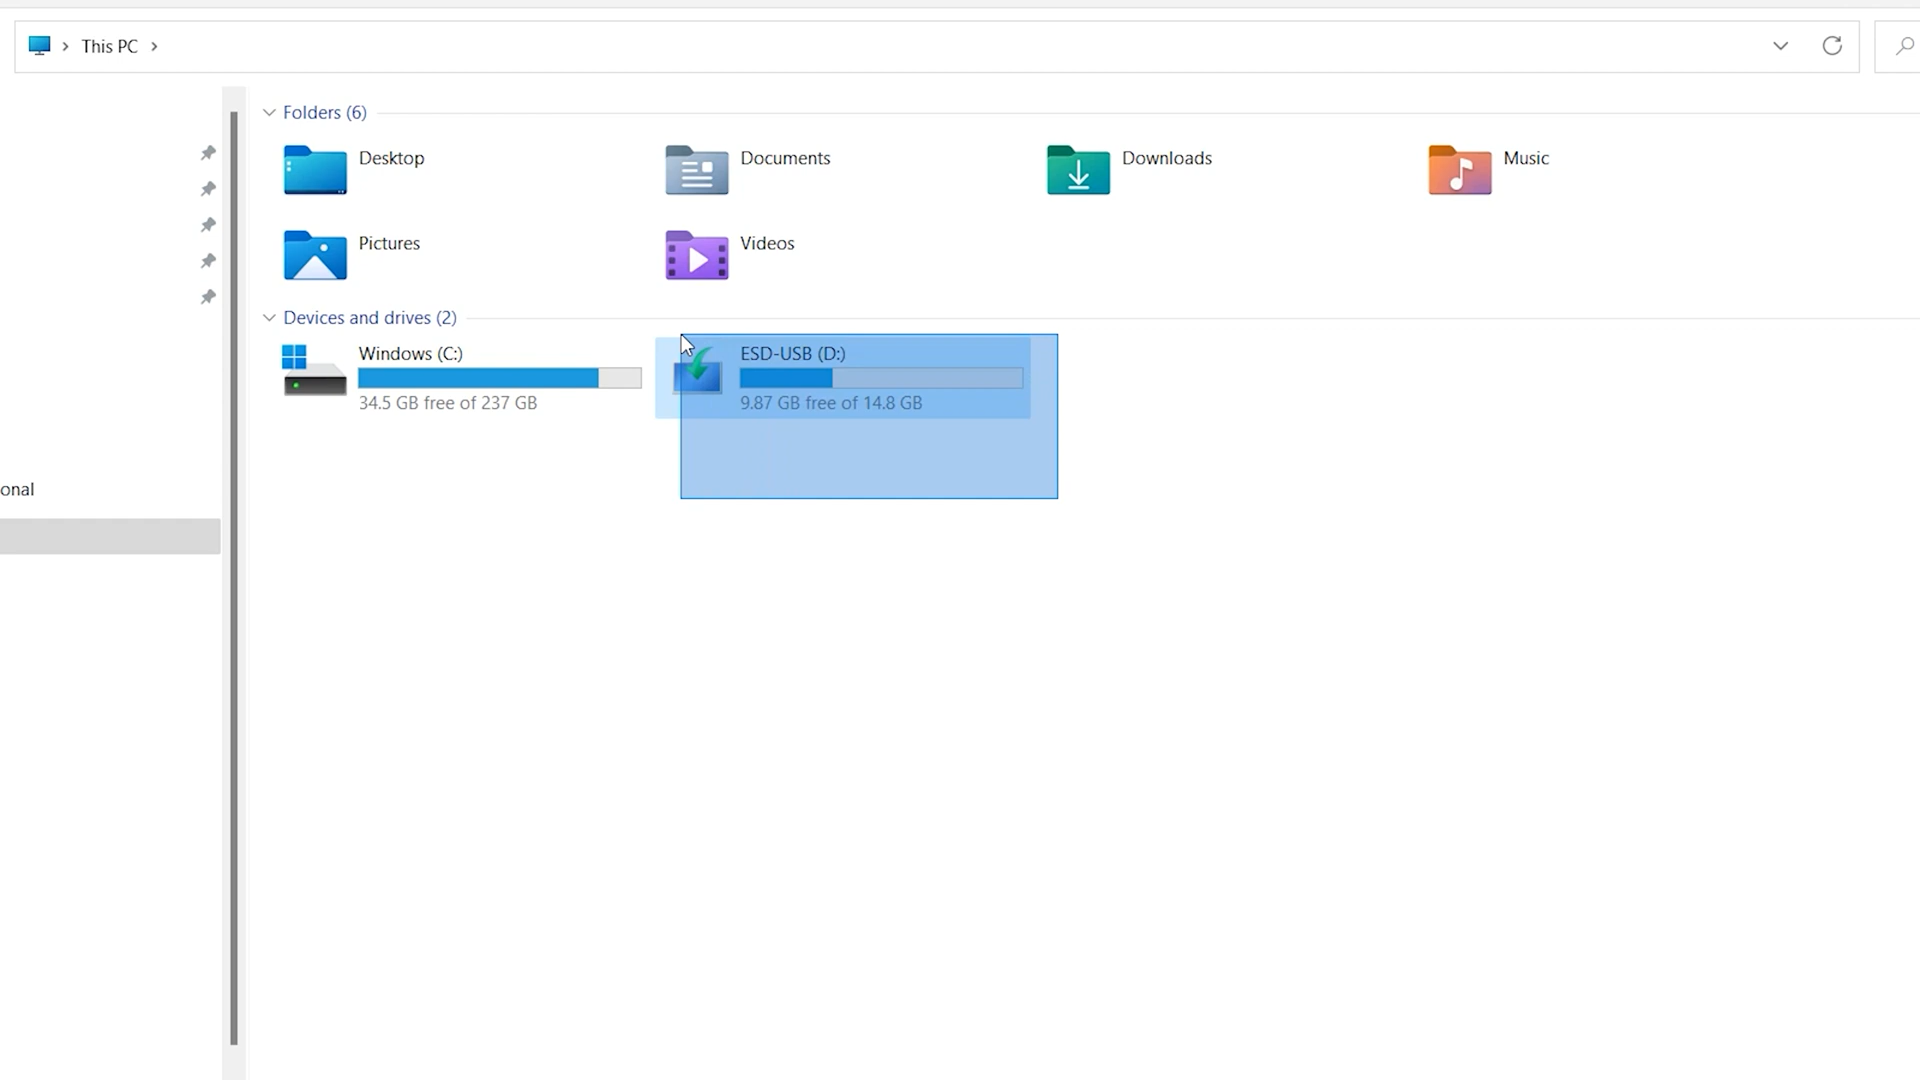 This PC
Folders (6)
Desktop
Documents
Downloads
Music
Pictures
Videos
Devices and drives (2)
Windows (C:)
34.5 GB free of 237 GB
ESD-USB (D:)
9.87 GB free of 14.8 GB
onal